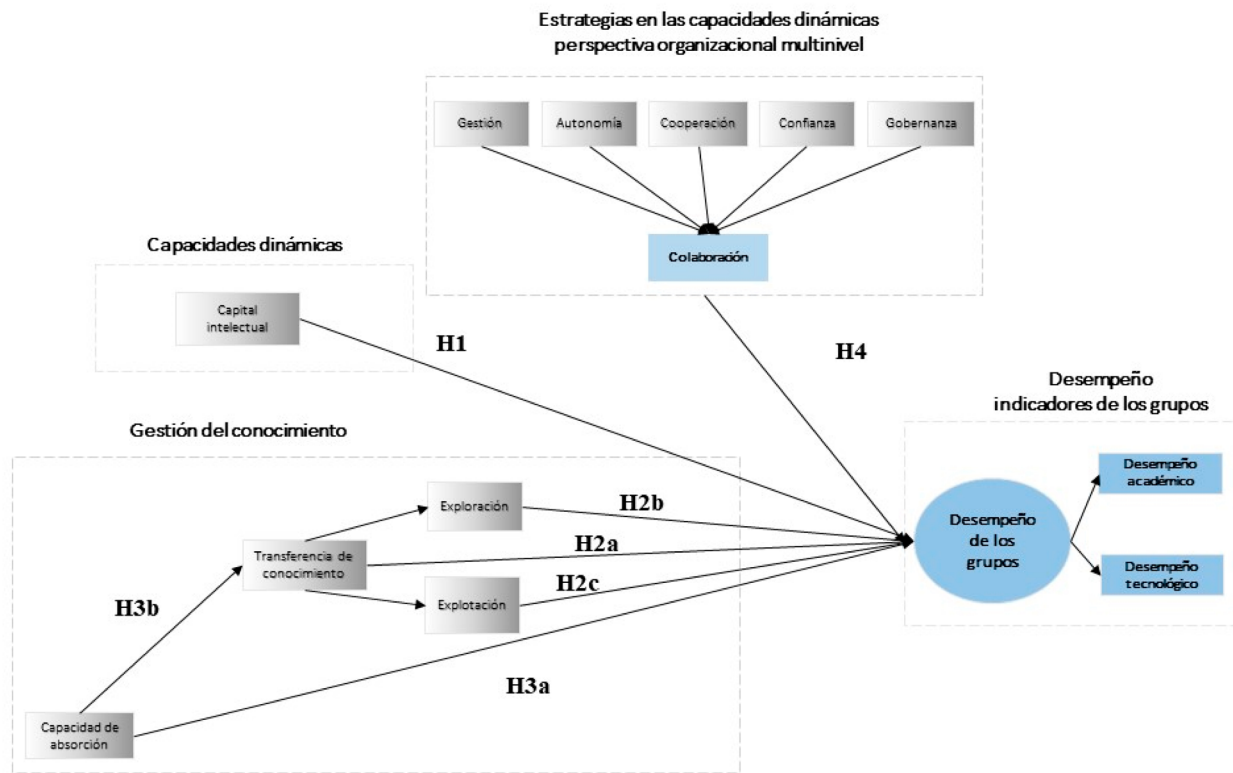 Estrategias en las capacidades dinámicas
perspectiva organizacional multinivel
Gestión
Autonomía
Cooperación
Confianza
Gobernanza
Colaboración
Capacidades dinámicas
Capital
intelectual
H1
H4
Gestión del conocimiento
Exploración
Transferencia de
conocimiento
Explotación
Capacidad de
absorción
H2b
H2a
H2c
H3b
H3a
Desempeño
indicadores de los grupos
Desempeño
de los
grupos
Desempeño
académico
Desempeño
tecnológico